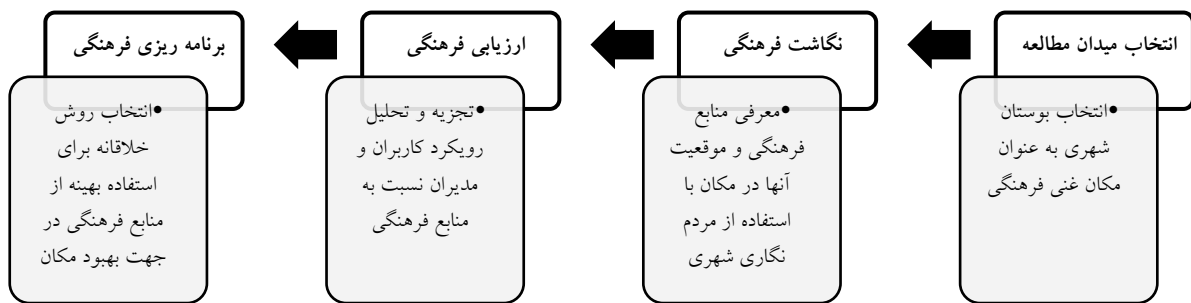 انتخاب میدان مطالعه
•انتخاب بوستان
شهری به عنوان
مکان غنی فرهنگی
نگاشت فرهنگی
•معرفی منابع
فرهنگی و موقعیت
آنها در مکان با
استفاده از مردم
نگاری شهری
ارزیابی فرهنگی
•تجزیه و تحلیل
رویکرد کاربران و
مدیران نسبت به
منابع فرهنگی
برنامه ریزی فرهنگی
•انتخاب روش
خلاقانه برای
استفاده بهینه از
منابع فرهنگی در
جهت بهبود مکان